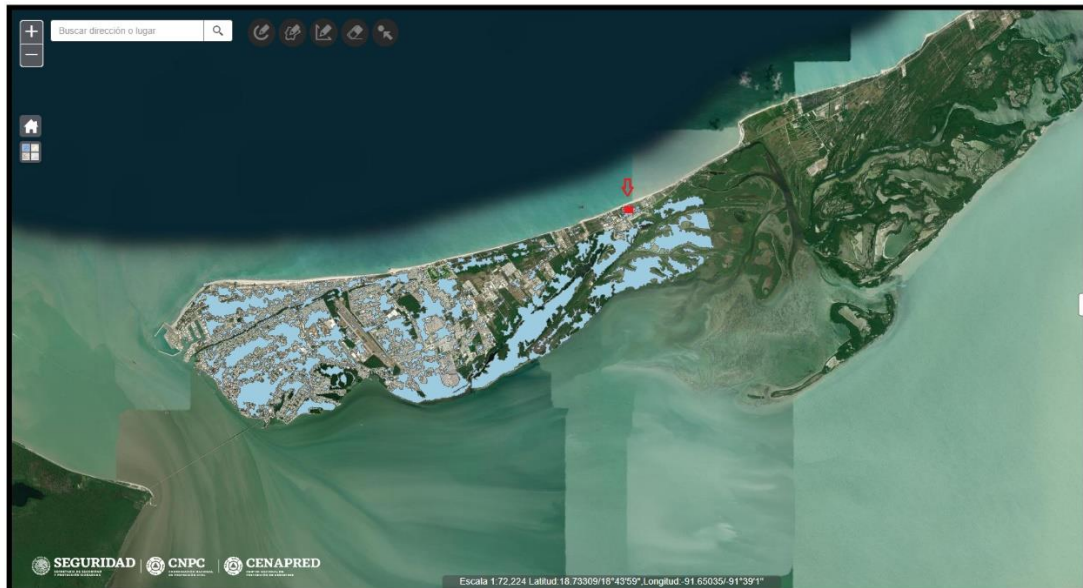 Buscar dirección o lugar
SEGURIDAD
CNPC
CENAPRED
Escala 1:72,224 Latitud:18.73309/18°43'59",Longitud:-91.65035/-91°39'1"